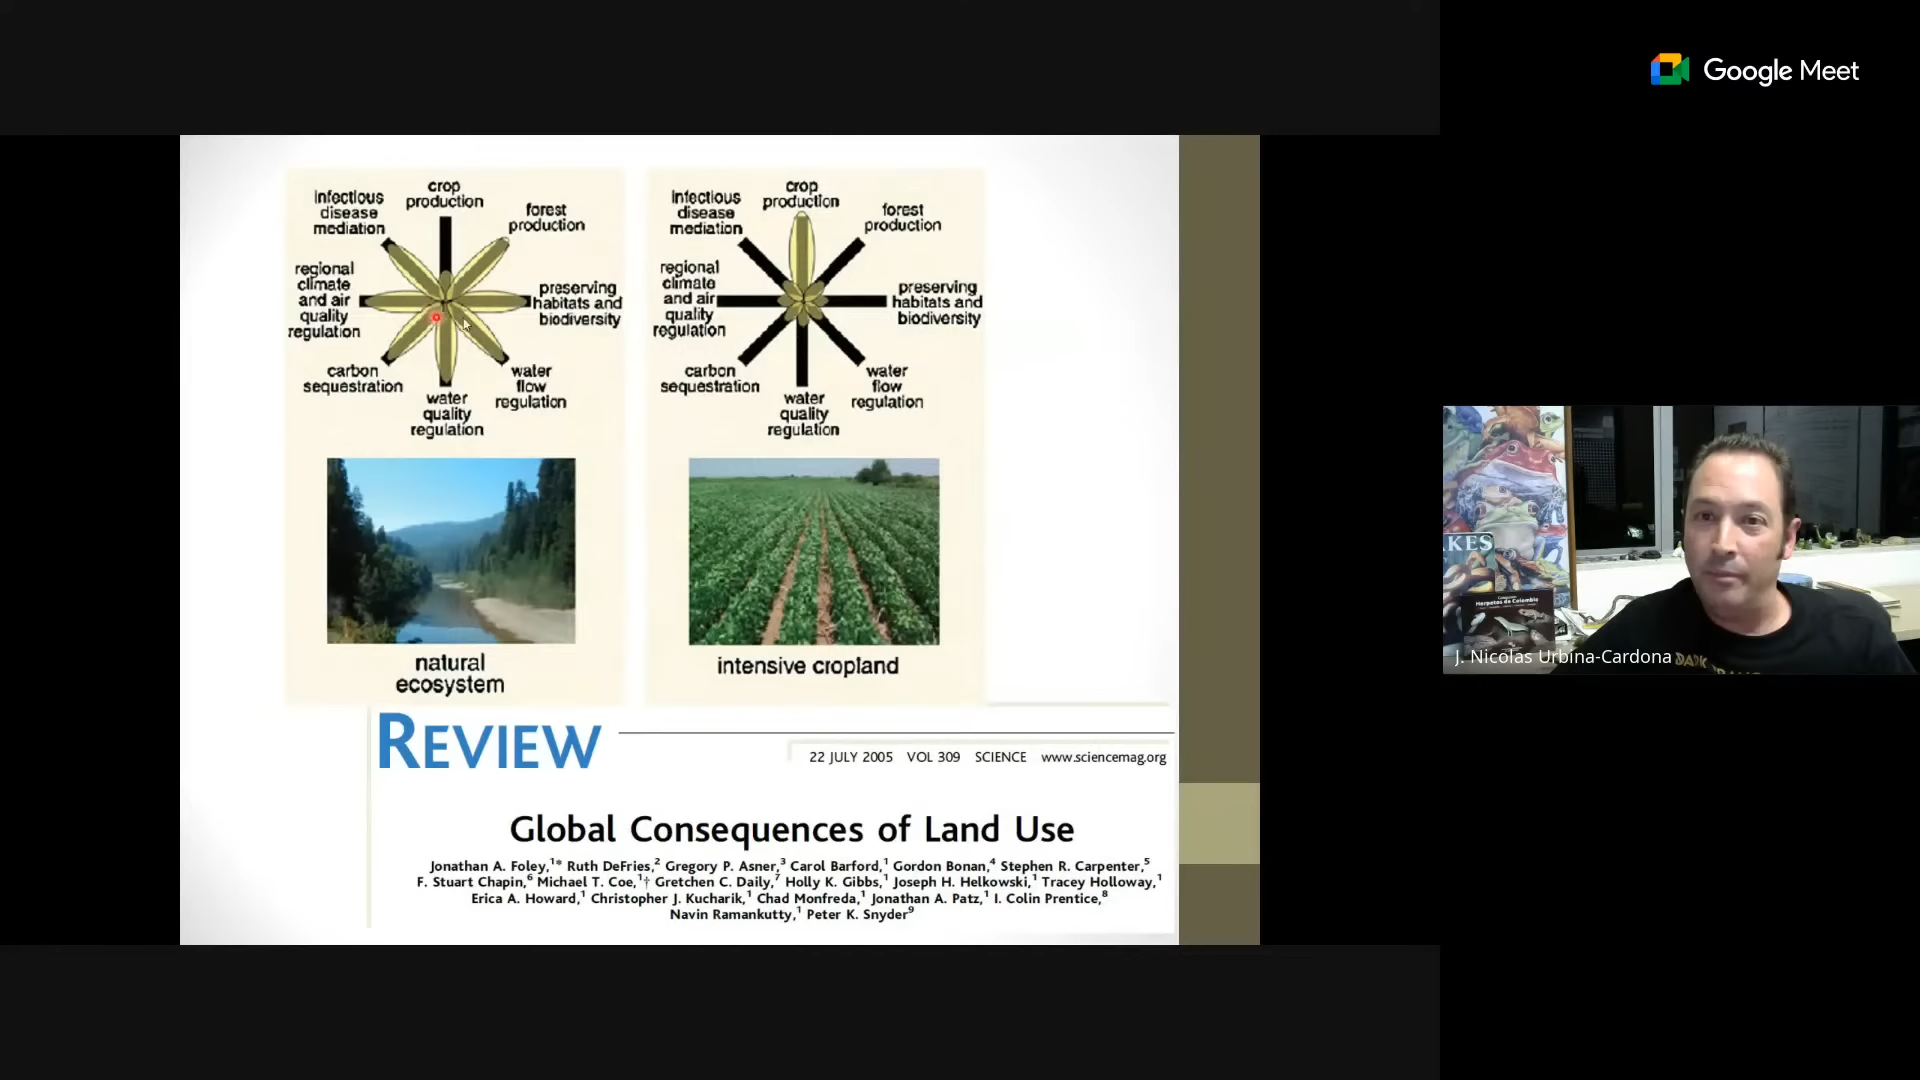 Google Meet
infectious
disease
mediation
crop
production
forest
production
regional
climate
and air
quality
regulation
preserving
habitats and
biodiversity
carbon
sequestration
water
quality
regulation
water
flow
regulation
natural
ecosystem
infectious
disease
mediation
crop
production
forest
production
regional
climate
and air
quality
regulation
preserving
habitats and
biodiversity
carbon
sequestration
water
quality
regulation
water
flow
regulation
intensive cropland
REVIEW
22 JULY 2005 VOL 309 SCIENCE www.sciencemag.org
Global Consequences of Land Use
Jonathan A. Foley,¹* Ruth DeFries,² Gregory P. Asner,³ Carol Barford,¹ Gordon Bonan,⁴ Stephen R. Carpenter,⁵
F. Stuart Chapin,⁶ Michael T. Coe,¹† Gretchen C. Daily,⁷ Holly K. Gibbs,¹ Joseph H. Helkowski,¹ Tracey Holloway,¹
Erica A. Howard,¹ Christopher J. Kucharik,¹ Chad Monfreda,¹ Jonathan A. Patz,¹ I. Colin Prentice,⁸
Navin Ramankutty,¹ Peter K. Snyder⁹
KES
Herpetos de Colombia
J. Nicolas Urbina-Cardona
DARK